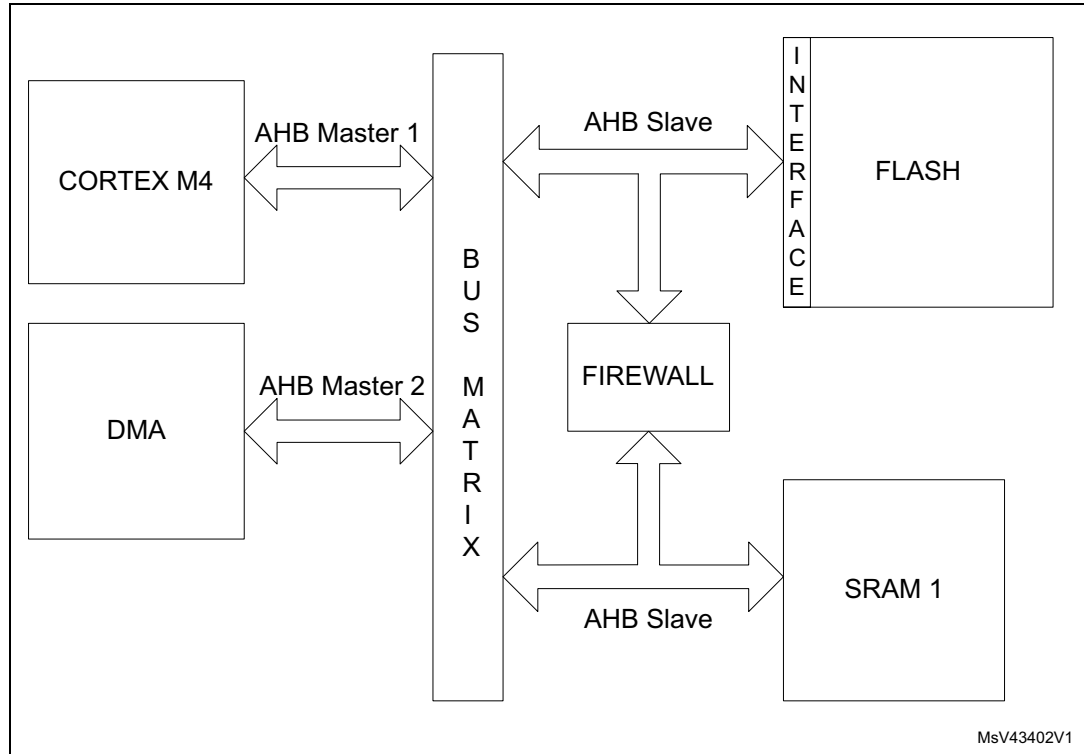 CORTEX M4
AHB Master 1
DMA
AHB Master 2
BUS MATRIX
AHB Slave
INTERFACE
FLASH
FIREWALL
AHB Slave
SRAM 1
MsV43402V1